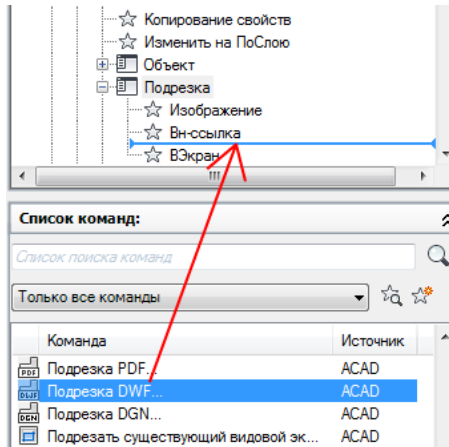 Копирование свойств
Изменить на ПоСлою
Объект
Подрезка
Изображение
Вн-ссылка
ВЭкран
Список команд:
Список поиска команд
Только все команды
Команда Источник
PDF Подрезка PDF... ACAD
DWF Подрезка DWF... ACAD
DGN Подрезка DGN... ACAD
Подрезать существующий видовой эк... ACAD